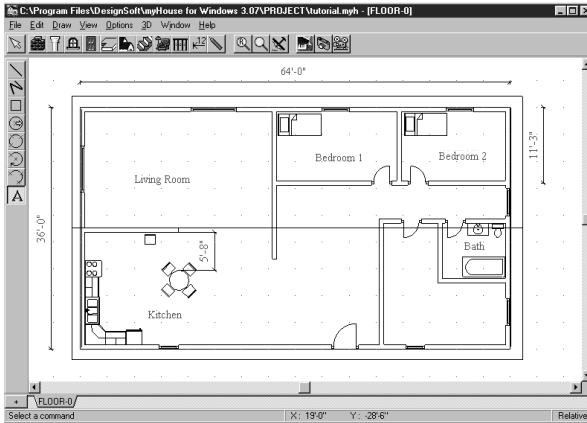 C:\Program Files\DesignSoft\myHouse for Windows 3.07\PROJECT\tutorial.myh - [FLOOR-0]
File Edit Draw View Options 3D Window Help
64'-0"
Bedroom 1
Bedroom 2
11'-3"
Living Room
36'-0"
5'-8"
Bath
Kitchen
A
+ FLOOR-0
Select a command X: 19'0" Y: -28'6" Relative